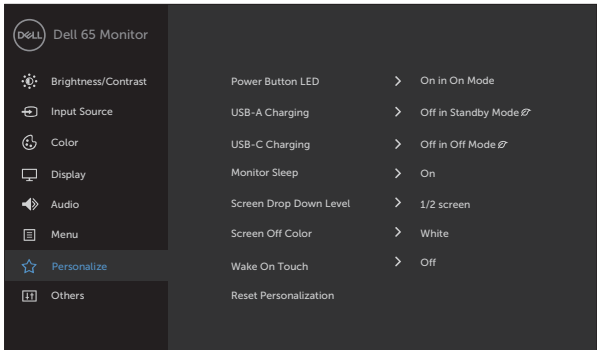 DELL
Dell 65 Monitor
Brightness/Contrast
Input Source
Color
Display
Audio
Menu
Personalize
Others
Power Button LED
On in On Mode
USB-A Charging
Off in Standby Mode
USB-C Charging
Off in Off Mode
Monitor Sleep
On
Screen Drop Down Level
1/2 screen
Screen Off Color
White
Wake On Touch
Off
Reset Personalization